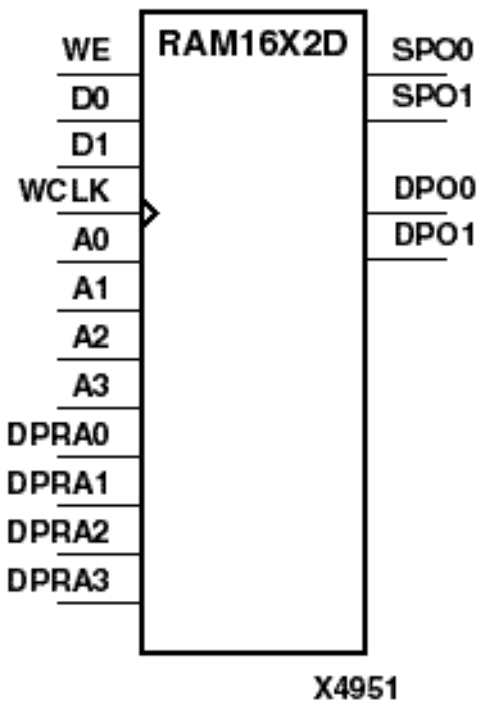 RAM16X2D
WE
D0
D1
WCLK
A0
A1
A2
A3
DPRA0
DPRA1
DPRA2
DPRA3
SPO0
SPO1
DPO0
DPO1
X4951